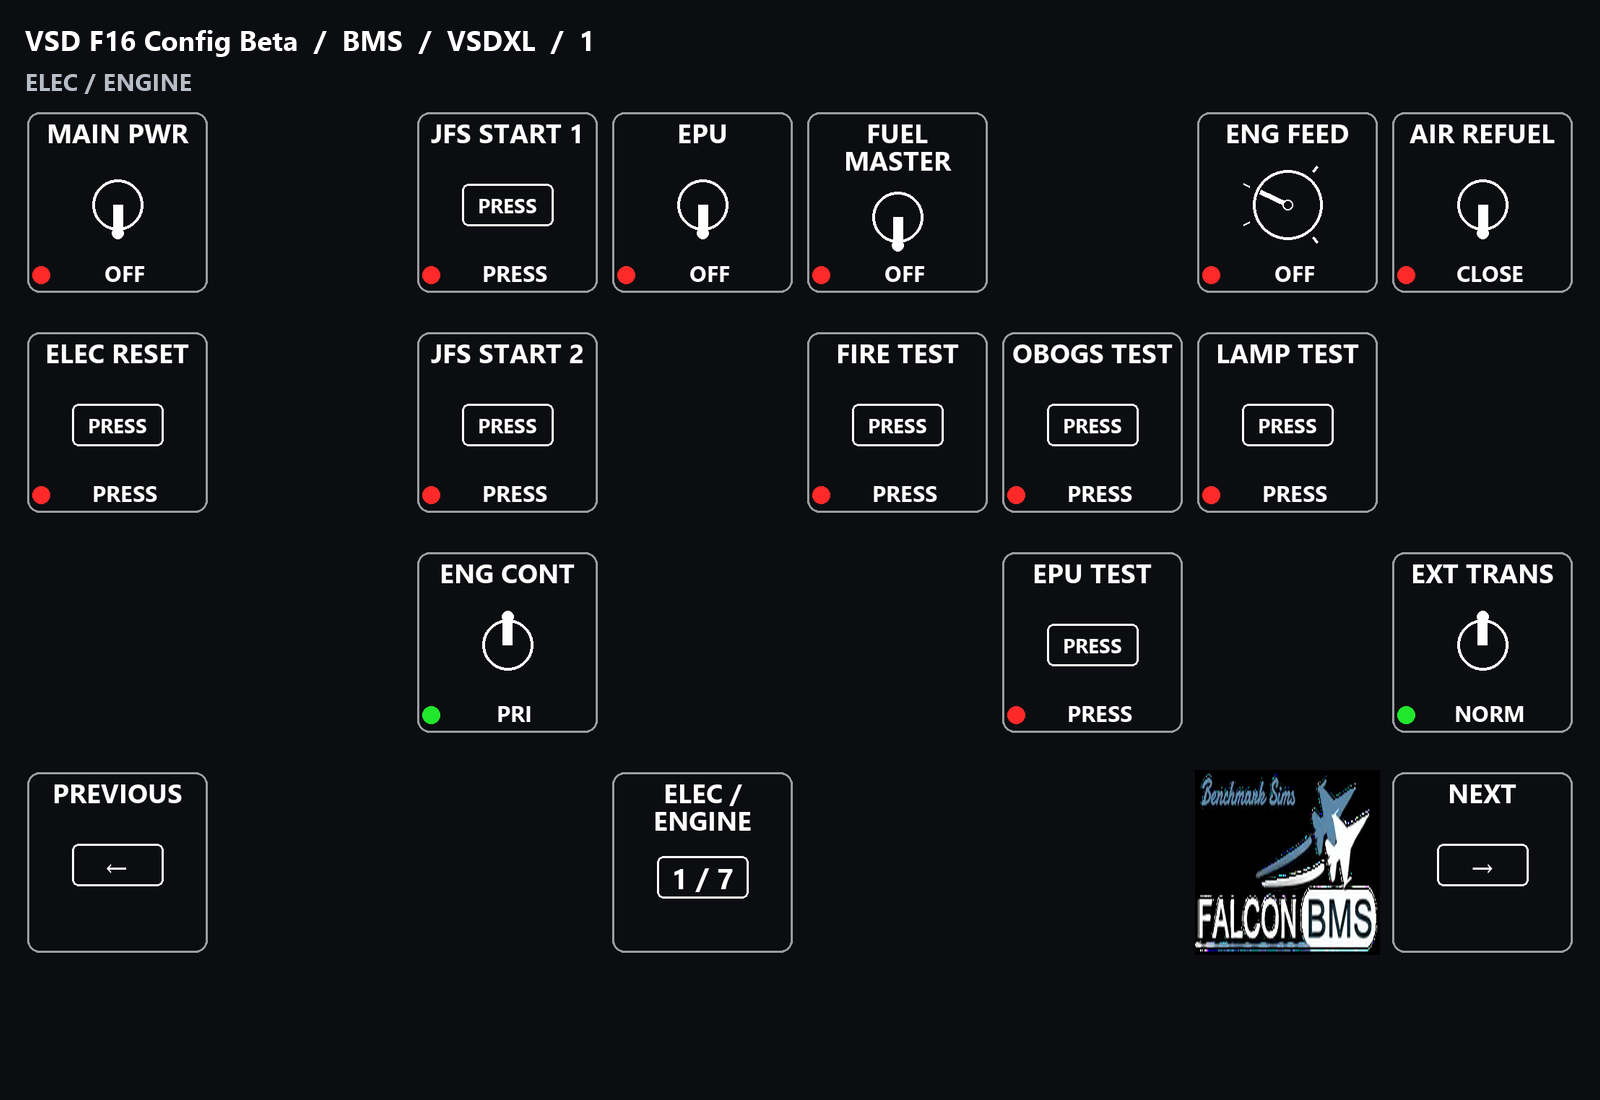 VSD F16 Config Beta / BMS / VSDXL / 1
ELEC / ENGINE
MAIN PWR
OFF
JFS START 1
PRESS
PRESS
EPU
OFF
FUEL
MASTER
OFF
ENG FEED
OFF
AIR REFUEL
CLOSE
ELEC RESET
PRESS
PRESS
JFS START 2
PRESS
PRESS
FIRE TEST
PRESS
PRESS
OBOGS TEST
PRESS
PRESS
LAMP TEST
PRESS
PRESS
ENG CONT
PRI
EPU TEST
PRESS
PRESS
EXT TRANS
NORM
PREVIOUS
←
ELEC /
ENGINE
1 / 7
Benchmark Sims
FALCON BMS
NEXT
→